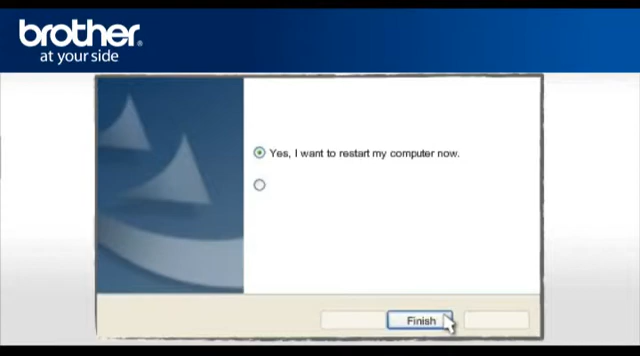 brother
at your side
Yes, I want to restart my computer now.
Finish